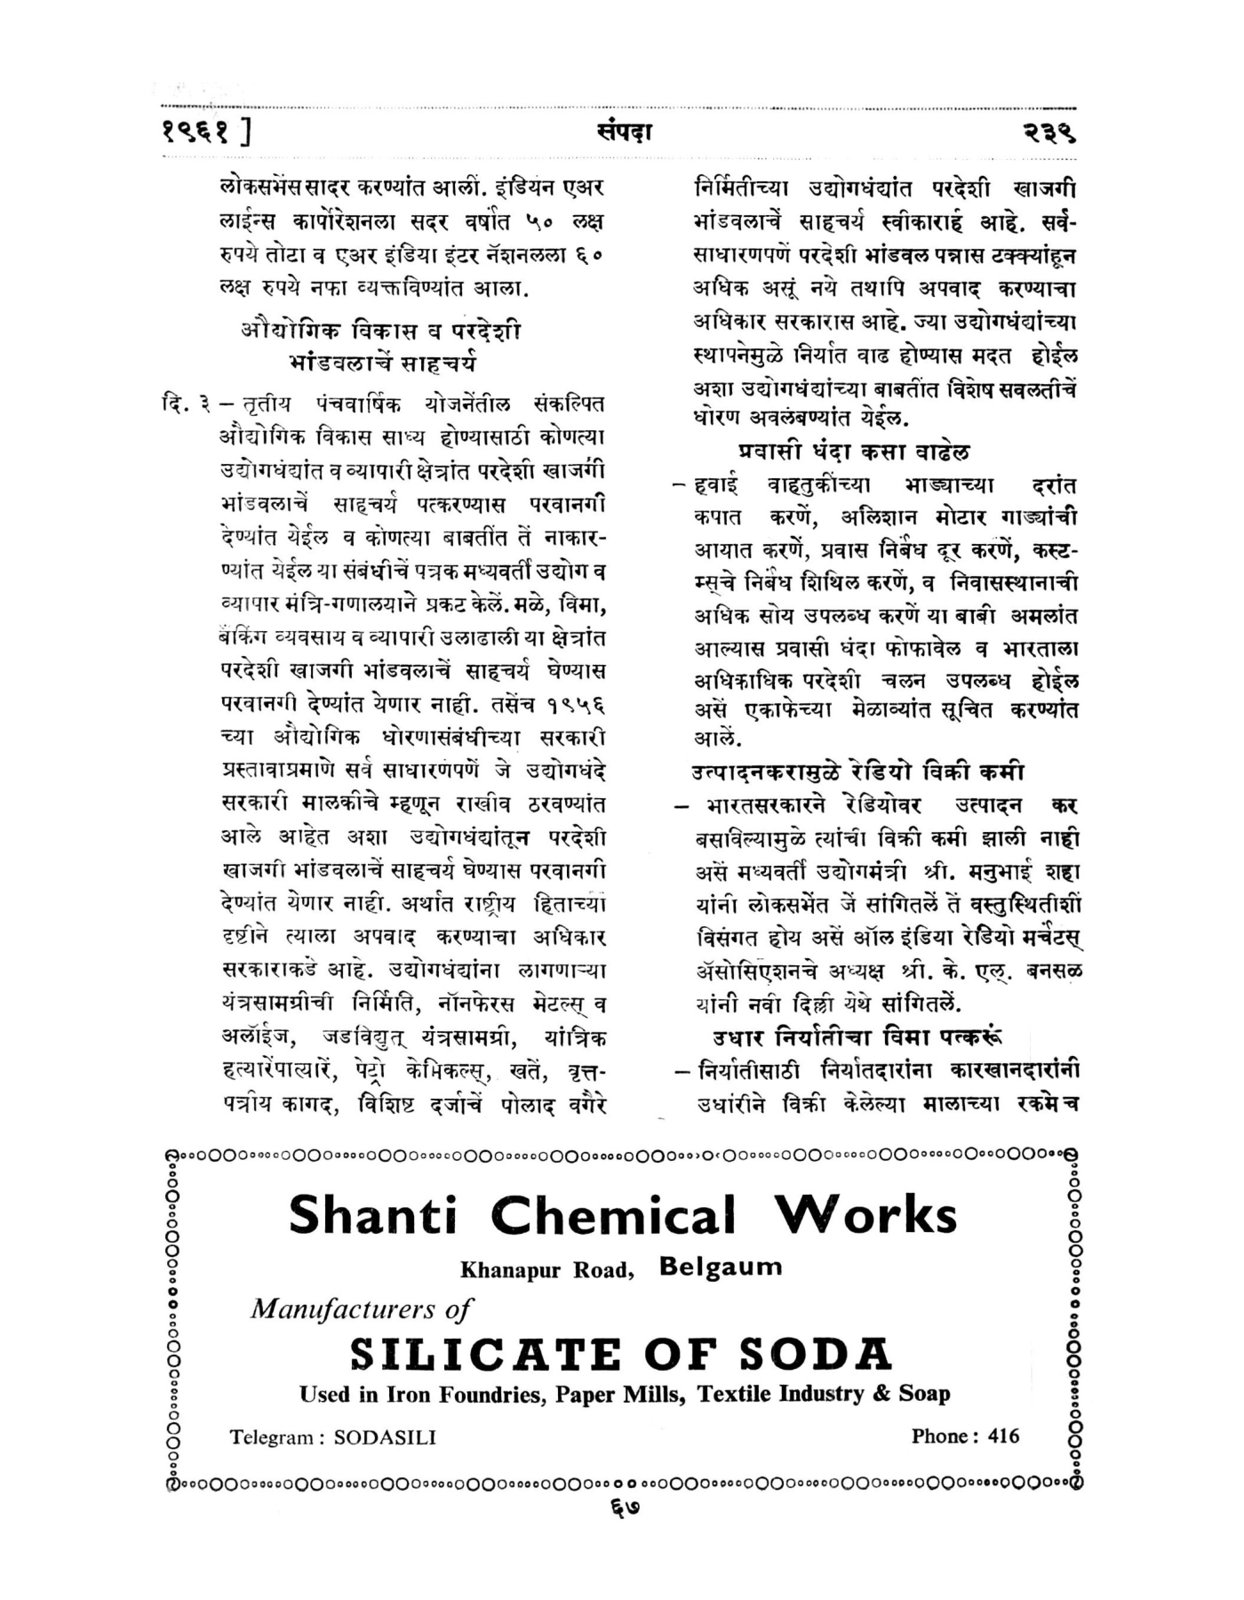 १९६१ ]
संपदा
२३९
लोकसभेंस सादर करण्यांत आलीं. इंडियन एअर
लाईन्स कार्पोरेशनला सदर वर्षांत ५० लक्ष
रुपये तोटा व एअर इंडिया इंटर नॅशनलला ६०
लक्ष रुपये नफा व्यक्तविण्यांत आला.
औद्योगिक विकास व परदेशी
भांडवलाचें साहचर्य
दि. ३ – तृतीय पंचवार्षिक योजनेंतील संकल्पित
औद्योगिक विकास साध्य होण्यासाठी कोणत्या
उद्योगधंद्यांत व व्यापारी क्षेत्रांत परदेशी खाजगी
भांडवलाचें साहचर्य पत्करण्यास परवानगी
देण्यांत येईल व कोणत्या बाबतींत तें नाकार-
ण्यांत येईल या संबंधीचें पत्रक मध्यवर्ती उद्योग व
व्यापार मंत्रि-गणालयाने प्रकट केलें. मळे, विमा,
बँकिंग व्यवसाय व व्यापारी उलाढाली या क्षेत्रांत
परदेशी खाजगी भांडवलाचें साहचर्य घेण्यास
परवानगी देण्यांत येणार नाही. तसेंच १९५६
च्या औद्योगिक धोरणासंबंधीच्या सरकारी
प्रस्तावाप्रमाणे सर्व साधारणपणें जे उद्योगधंदे
सरकारी मालकीचे म्हणून राखीव ठरवण्यांत
आले आहेत अशा उद्योगधंद्यांतून परदेशी
खाजगी भांडवलाचें साहचर्य घेण्यास परवानगी
देण्यांत येणार नाही. अर्थात राष्ट्रीय हिताच्या
दृष्टीने त्याला अपवाद करण्याचा अधिकार
सरकाराकडे आहे. उद्योगधंद्यांना लागणाऱ्या
यंत्रसामग्रीची निर्मिति, नॉनफेरस मेटल्स् व
अलॉईज, जडविद्युत् यंत्रसामग्री, यांत्रिक
हत्यारेंपात्यारें, पेट्रो केमिकल्स्, खतें, वृत्त-
पत्रीय कागद, विशिष्ट दर्जाचें पोलाद वगैरे
निर्मितीच्या उद्योगधंद्यांत परदेशी खाजगी
भांडवलाचें साहचर्य स्वीकारार्ह आहे. सर्व-
साधारणपणें परदेशी भांडवल पन्नास टक्क्यांहून
अधिक असूं नये तथापि अपवाद करण्याचा
अधिकार सरकारास आहे. ज्या उद्योगधंद्यांच्या
स्थापनेमुळे निर्यात वाढ होण्यास मदत होईल
अशा उद्योगधंद्यांच्या बाबतींत विशेष सवलतीचें
धोरण अवलंबण्यांत येईल.
प्रवासी धंदा कसा वाढेल
– हवाई वाहतुकींच्या भाड्याच्या दरांत
कपात करणें, अलिशान मोटार गाड्यांची
आयात करणें, प्रवास निर्बंध दूर करणें, कस्ट-
म्स्‌चे निर्बंध शिथिल करणें, व निवासस्थानाची
अधिक सोय उपलब्ध करणें या बाबी अमलांत
आल्यास प्रवासी धंदा फोफावेल व भारताला
अधिकाधिक परदेशी चलन उपलब्ध होईल
असें एकाफेच्या मेळाव्यांत सूचित करण्यांत
आलें.
उत्पादनकरामुळे रेडियो विक्री कमी
– भारतसरकारने रेडियोवर उत्पादन कर
बसविल्यामुळे त्यांची विक्री कमी झाली नाही
असें मध्यवर्ती उद्योगमंत्री श्री. मनुभाई शहा
यांनी लोकसभेंत जें सांगितलें तें वस्तुस्थितीशीं
विसंगत होय असें ऑल इंडिया रेडियो मर्चंटस्
ॲसोसिएशनचे अध्यक्ष श्री. के. एल्. बनसळ
यांनी नवी दिल्ली येथे सांगितलें.
उधार निर्यातीचा विमा पत्करूं
– निर्यातीसाठी निर्यातदारांना कारखानदारांनी
उधारीने विक्री केलेल्या मालाच्या रकमेच
Shanti Chemical Works
Khanapur Road, Belgaum
Manufacturers of
SILICATE OF SODA
Used in Iron Foundries, Paper Mills, Textile Industry & Soap
Telegram : SODASILI
Phone : 416
६७